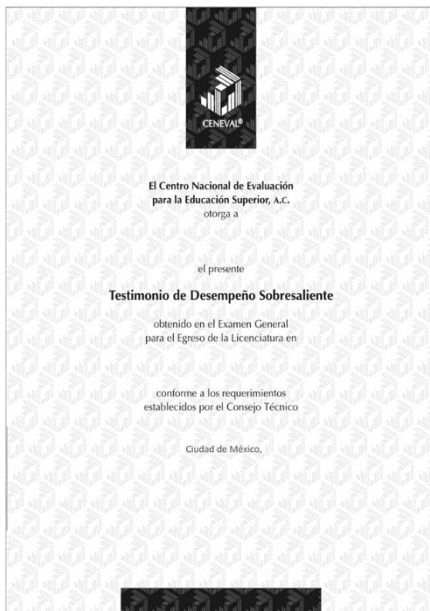 CENEVAL®
El Centro Nacional de Evaluación
para la Educación Superior, A.C.
otorga a
el presente
Testimonio de Desempeño Sobresaliente
obtenido en el Examen General
para el Egreso de la Licenciatura en
conforme a los requerimientos
establecidos por el Consejo Técnico
Ciudad de México,